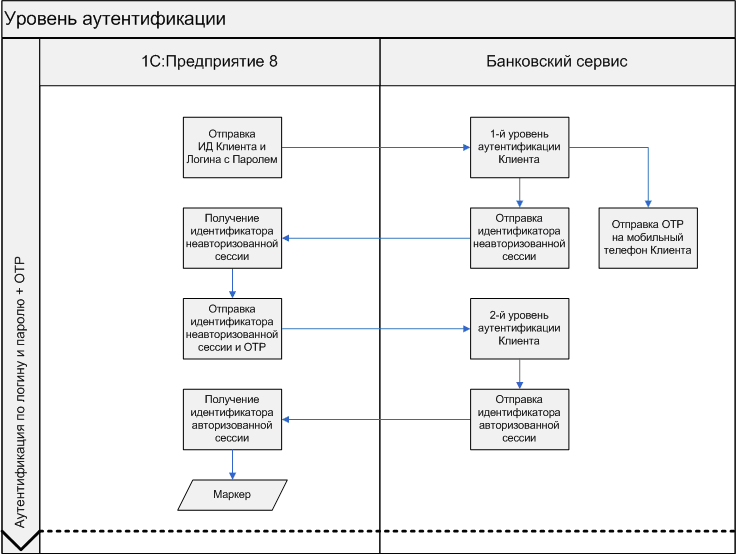 Уровень аутентификации
1С:Предприятие 8
Банковский сервис
Аутентификация по логину и паролю + OTP
Отправка
ИД Клиента и
Логина с Паролем
1-й уровень
аутентификации
Клиента
Получение
идентификатора
неавторизованной
сессии
Отправка
идентификатора
неавторизованной
сессии
Отправка OTP
на мобильный
телефон Клиента
Отправка
идентификатора
неавторизованной
сессии и OTP
2-й уровень
аутентификации
Клиента
Получение
идентификатора
авторизованной
сессии
Отправка
идентификатора
авторизованной
сессии
Маркер